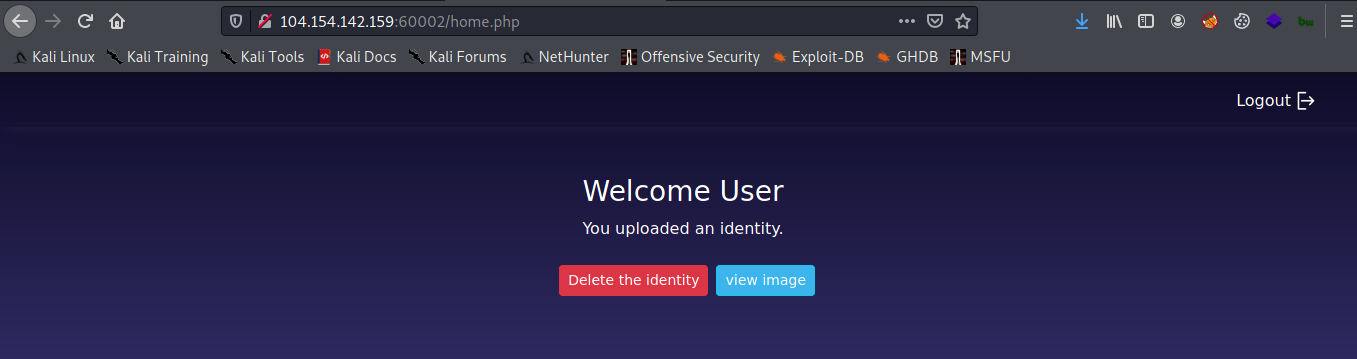 104.154.142.159:60002/home.php
Kali Linux Kali Training Kali Tools Kali Docs Kali Forums NetHunter Offensive Security Exploit-DB GHDB MSFU
Logout
Welcome User
You uploaded an identity.
Delete the identity view image